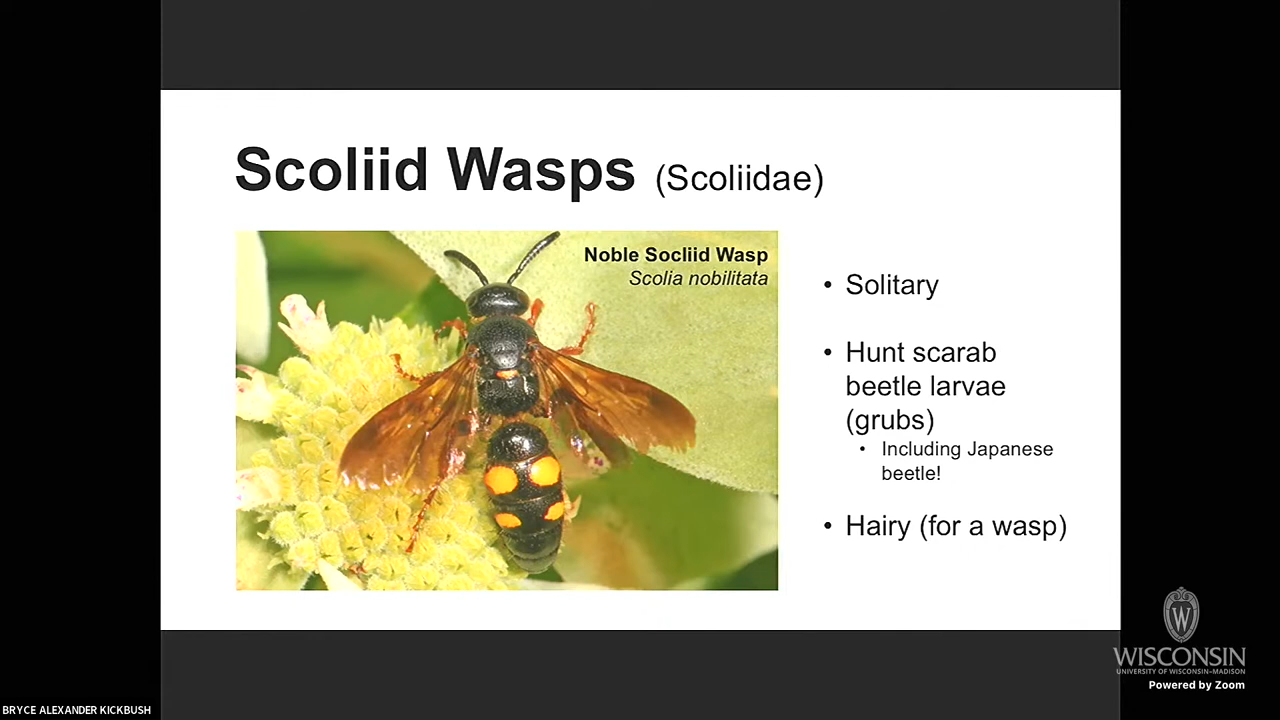 Scoliid Wasps (Scoliidae)
Noble Socliid Wasp
Scolia nobilitata
• Solitary
• Hunt scarab
beetle larvae
(grubs)
• Including Japanese
beetle!
• Hairy (for a wasp)
W
WISCONSIN
UNIVERSITY OF WISCONSIN–MADISON
Powered by Zoom
BRYCE ALEXANDER KICKBUSH